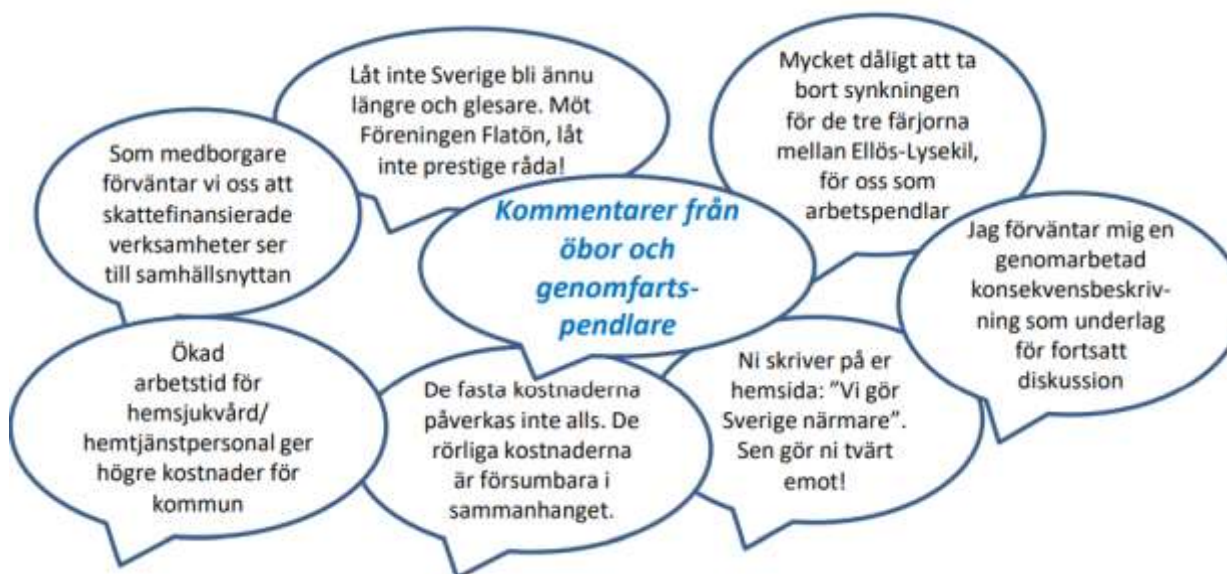 Låt inte Sverige bli ännu
längre och glesare. Möt
Föreningen Flatön, låt
inte prestige råda!
Mycket dåligt att ta
bort synkningen
för de tre färjorna
mellan Ellös-Lysekil,
för oss som
arbetspendlar
Som medborgare
förväntar vi oss att
skattefinansierade
verksamheter ser
till samhällsnyttan
Kommentarer från
öbor och
genomfarts-
pendlare
Jag förväntar mig en
genomarbetad
konsekvensbeskriv-
ning som underlag
för fortsatt
diskussion
Ökad
arbetstid för
hemsjukvård/
hemtjänstpersonal ger
högre kostnader för
kommun
De fasta kostnaderna
påverkas inte alls. De
rörliga kostnaderna
är försumbara i
sammanhanget.
Ni skriver på er
hemsida: ”Vi gör
Sverige närmare”.
Sen gör ni tvärt
emot!